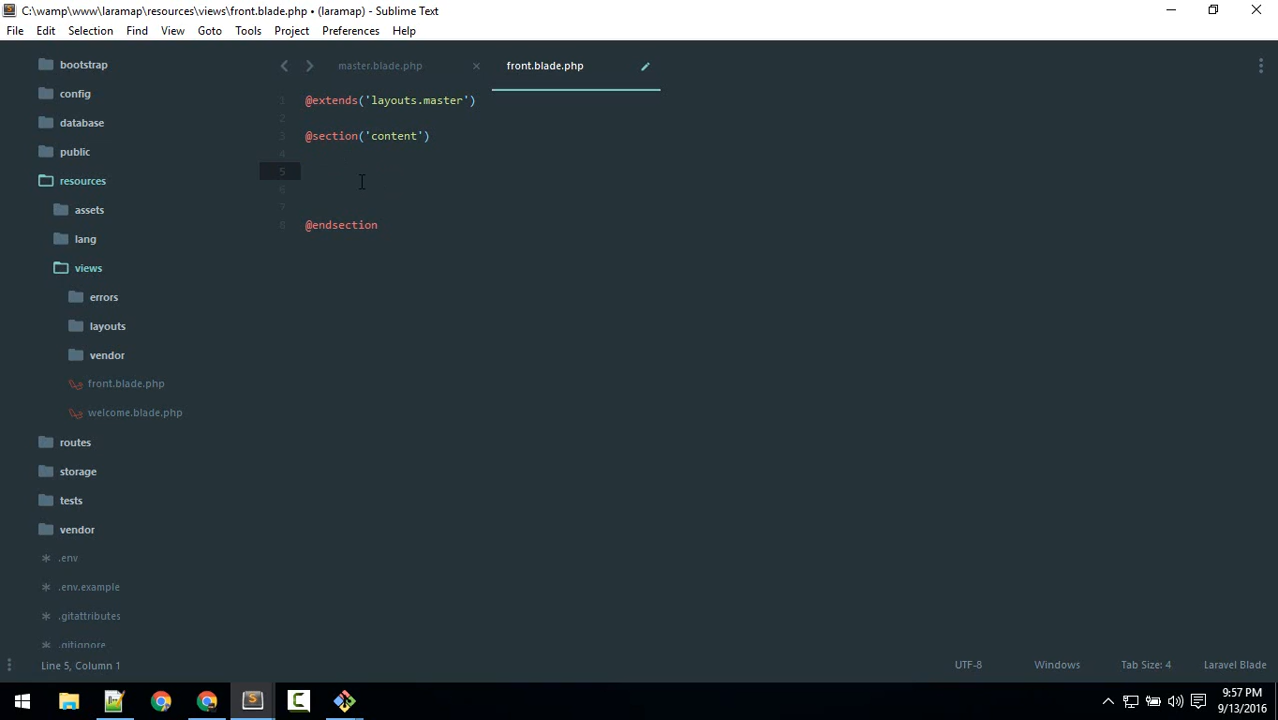 C:\wamp\www\laramap\resources\views\front.blade.php • (laramap) - Sublime Text
File Edit Selection Find View Goto Tools Project Preferences Help
bootstrap
config
database
public
resources
assets
lang
views
errors
layouts
vendor
front.blade.php
welcome.blade.php
routes
storage
tests
vendor
.env
.env.example
.gitattributes
.gitignore
master.blade.php
front.blade.php
1 @extends('layouts.master')
2
3 @section('content')
4
5
6
7
8 @endsection
Line 5, Column 1
UTF-8 Windows Tab Size: 4 Laravel Blade
9:57 PM
9/13/2016